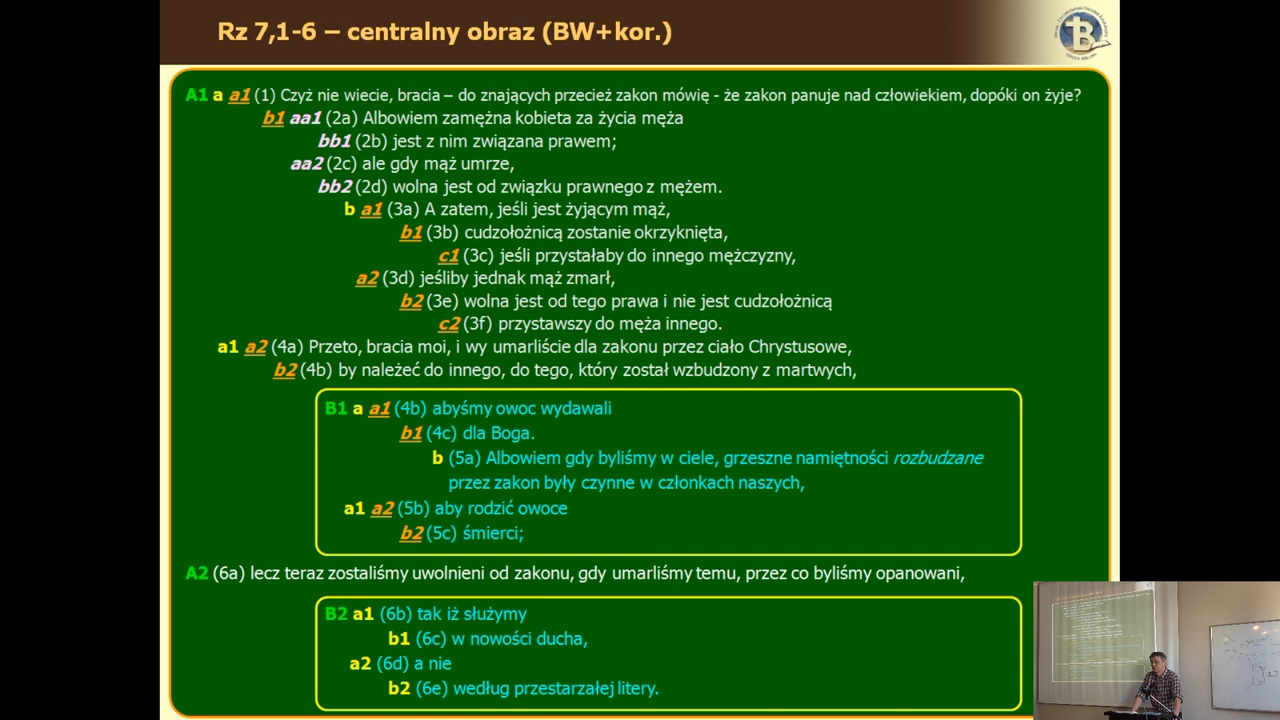 Rz 7,1-6 – centralny obraz (BW+kor.)
A1 a a1 (1) Czyż nie wiecie, bracia – do znających przecież zakon mówię - że zakon panuje nad człowiekiem, dopóki on żyje?
b1 aa1 (2a) Albowiem zamężna kobieta za życia męża
bb1 (2b) jest z nim związana prawem;
aa2 (2c) ale gdy mąż umrze,
bb2 (2d) wolna jest od związku prawnego z mężem.
b a1 (3a) A zatem, jeśli jest żyjącym mąż,
b1 (3b) cudzołożnicą zostanie okrzyknięta,
c1 (3c) jeśli przystałaby do innego mężczyzny,
a2 (3d) jeśliby jednak mąż zmarł,
b2 (3e) wolna jest od tego prawa i nie jest cudzołożnicą
c2 (3f) przystawszy do męża innego.
a1 a2 (4a) Przeto, bracia moi, i wy umarliście dla zakonu przez ciało Chrystusowe,
b2 (4b) by należeć do innego, do tego, który został wzbudzony z martwych,
B1 a a1 (4b) abyśmy owoc wydawali
b1 (4c) dla Boga.
b (5a) Albowiem gdy byliśmy w ciele, grzeszne namiętności rozbudzane
przez zakon były czynne w członkach naszych,
a1 a2 (5b) aby rodzić owoce
b2 (5c) śmierci;
A2 (6a) lecz teraz zostaliśmy uwolnieni od zakonu, gdy umarliśmy temu, przez co byliśmy opanowani,
B2 a1 (6b) tak iż służymy
b1 (6c) w nowości ducha,
a2 (6d) a nie
b2 (6e) według przestarzałej litery.